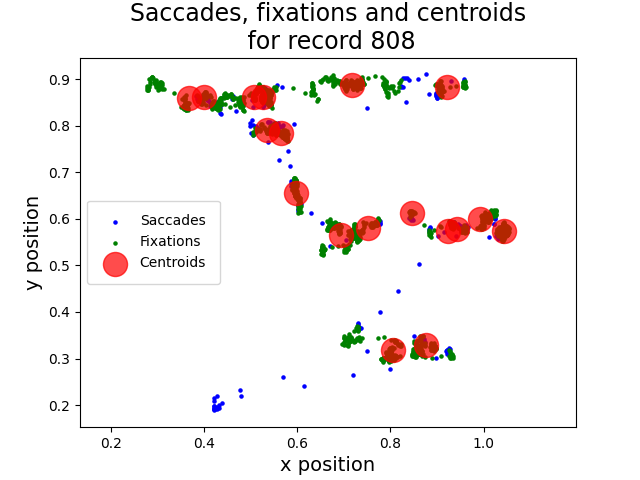 Saccades, fixations and centroids
for record 808
y position
0.9
0.8
0.7
0.6
0.5
0.4
0.3
0.2
Saccades
Fixations
Centroids
0.2 0.4 0.6 0.8 1.0
x position